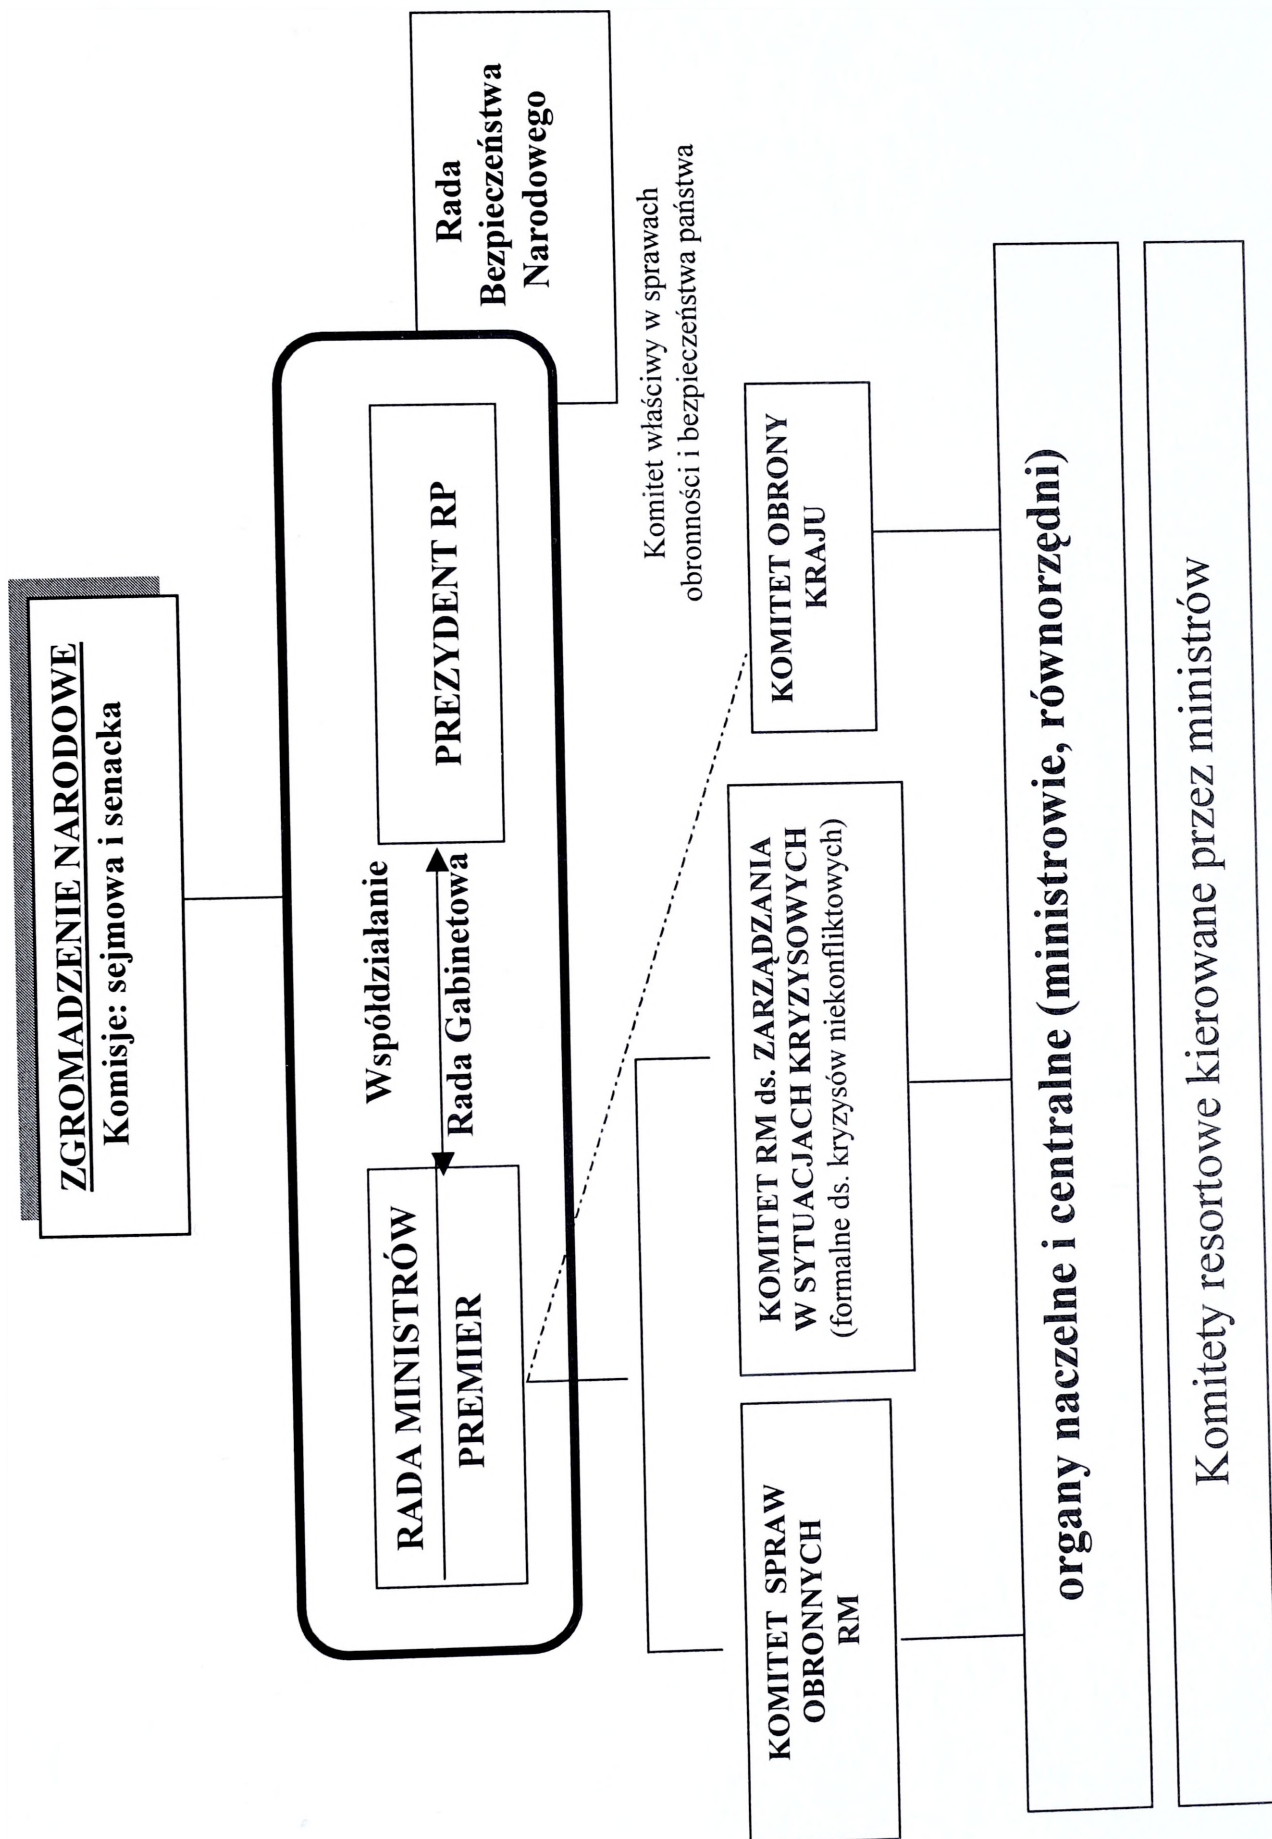 ZGROMADZENIE NARODOWE
Komisje: sejmowa i senacka
RADA MINISTRÓW
PREMIER
Współdziałanie
Rada Gabinetowa
PREZYDENT RP
Rada
Bezpieczeństwa
Narodowego
Komitet właściwy w sprawach
obronności i bezpieczeństwa państwa
KOMITET SPRAW
OBRONNYCH
RM
KOMITET RM ds. ZARZĄDZANIA
W SYTUACJACH KRYZYSOWYCH
(formalne ds. kryzysów niekonfliktowych)
KOMITET OBRONY
KRAJU
organy naczelne i centralne (ministrowie, równorzędni)
Komitety resortowe kierowane przez ministrów